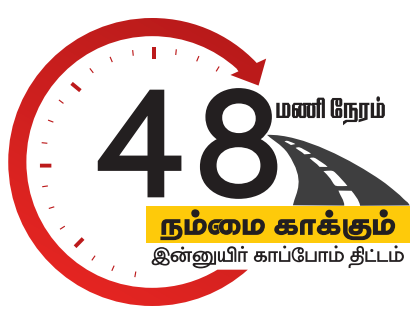 48 மணி நேரம்
நம்மை காக்கும்
இன்னுயிர் காப்போம் திட்டம்